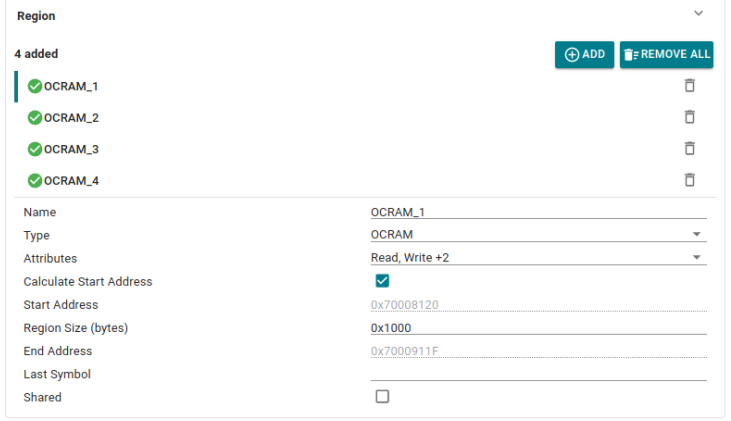 Region
4 added
ADD
REMOVE ALL
OCRAM_1
OCRAM_2
OCRAM_3
OCRAM_4
Name OCRAM_1
Type OCRAM
Attributes Read, Write +2
Calculate Start Address
Start Address 0x70008120
Region Size (bytes) 0x1000
End Address 0x7000911F
Last Symbol
Shared